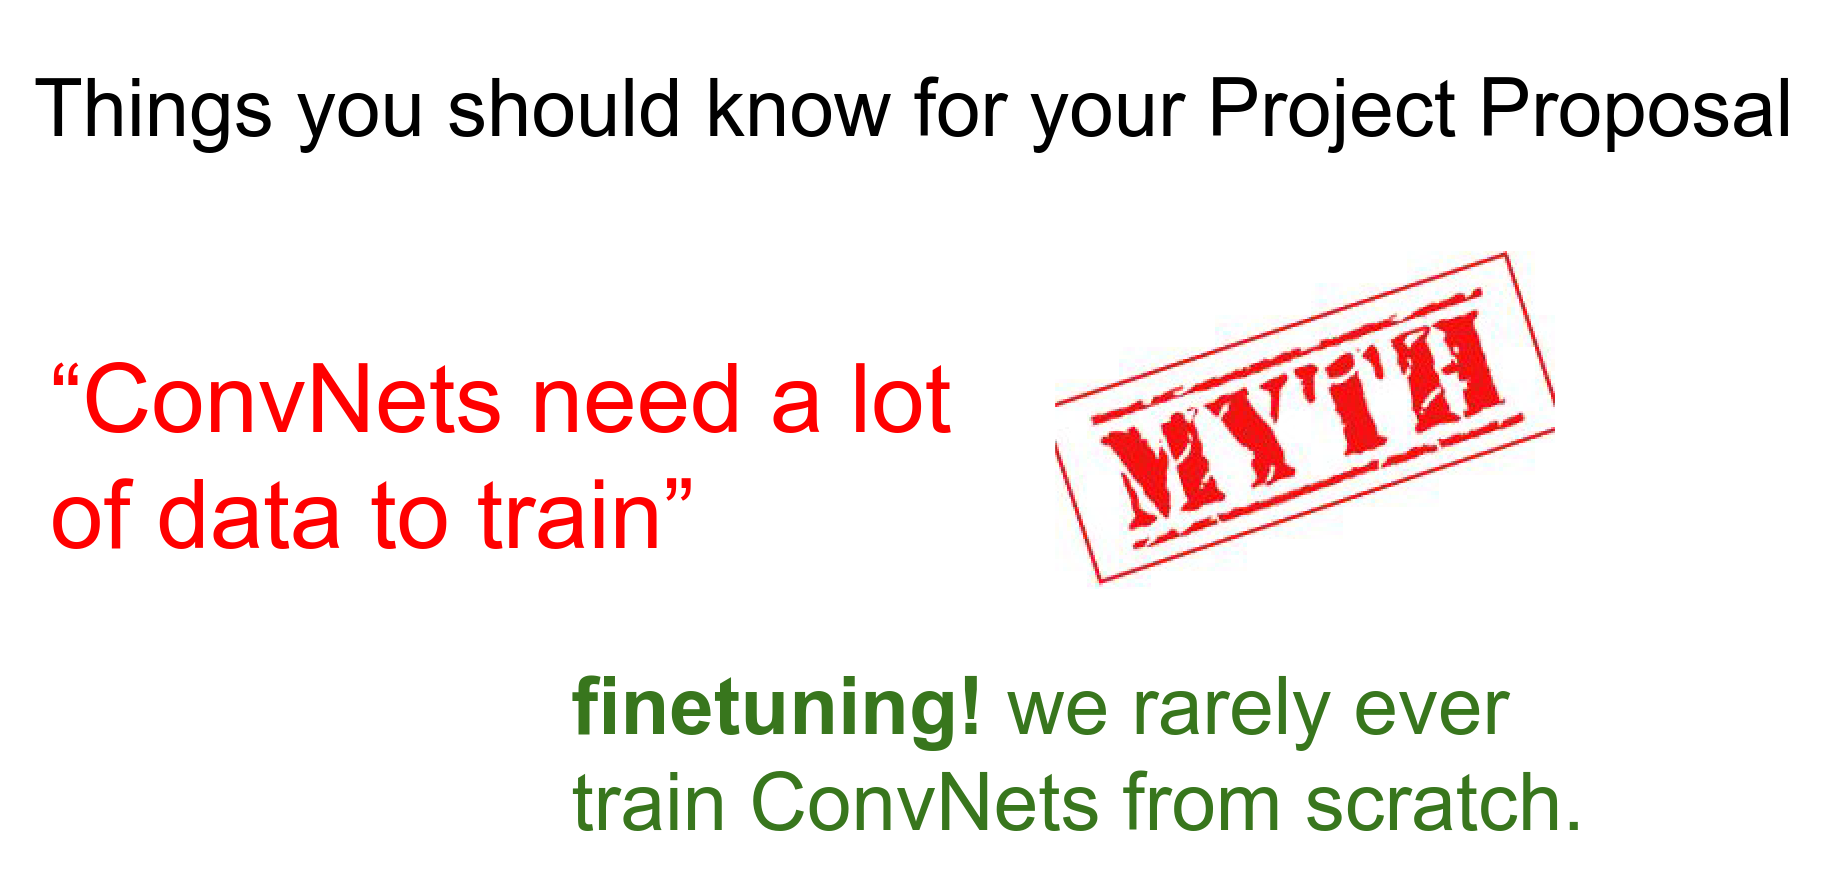 Things you should know for your Project Proposal
“ConvNets need a lot
of data to train”
MYTH
finetuning! we rarely ever
train ConvNets from scratch.